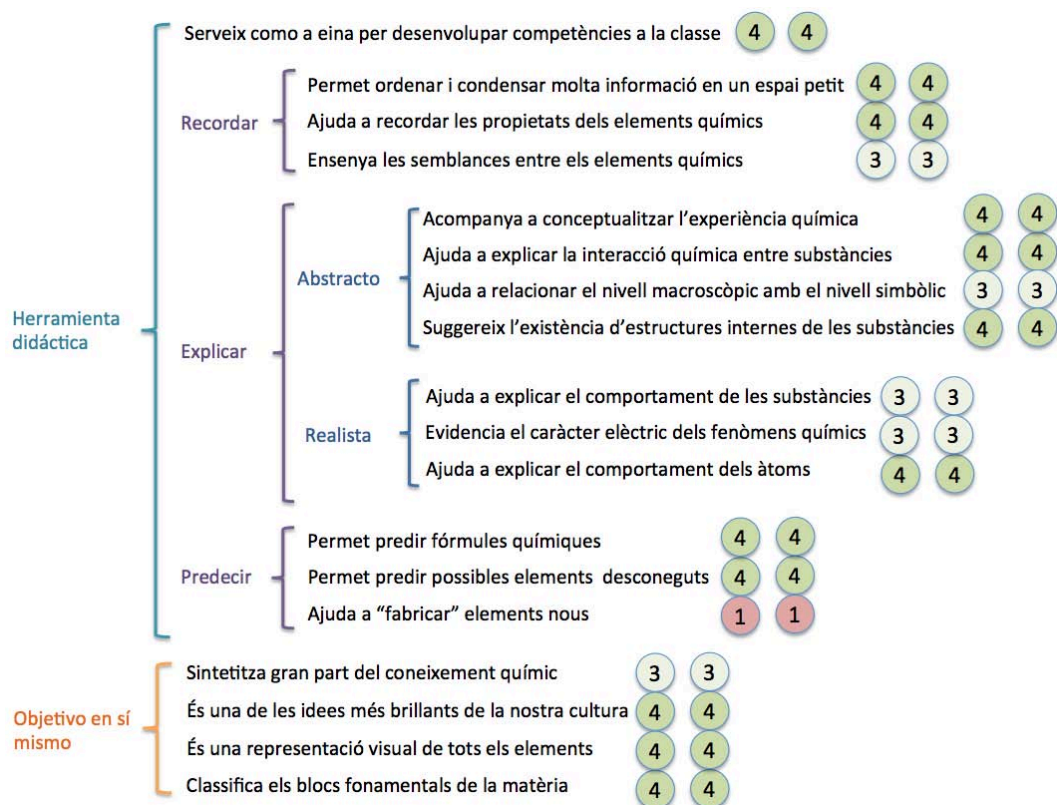 Serveix com a eina per desenvolupar competències a la classe 4 4
Permet ordenar i condensar molta informació en un espai petit 4 4
Recordar
Ajuda a recordar les propietats dels elements químics 4 4
Ensenya les semblances entre els elements químics 3 3
Acompanya a conceptualitzar l'experiència química 4 4
Ajuda a explicar la interacció química entre substàncies 4 4
Abstracto
Ajuda a relacionar el nivell macroscòpic amb el nivell simbòlic 3 3
Suggereix l'existència d'estructures internes de les substàncies 4 4
Herramienta
didáctica
Explicar
Ajuda a explicar el comportament de les substàncies 3 3
Realista
Evidencia el caràcter elèctric dels fenòmens químics 3 3
Ajuda a explicar el comportament dels àtoms 4 4
Permet predir fórmules químiques 4 4
Predecir
Permet predir possibles elements desconeguts 4 4
Ajuda a "fabricar" elements nous 1 1
Sintetitza gran part del coneixement químic 3 3
Objetivo en sí
mismo
És una de les idees més brillants de la nostra cultura 4 4
És una representació visual de tots els elements 4 4
Classifica els blocs fonamentals de la matèria 4 4